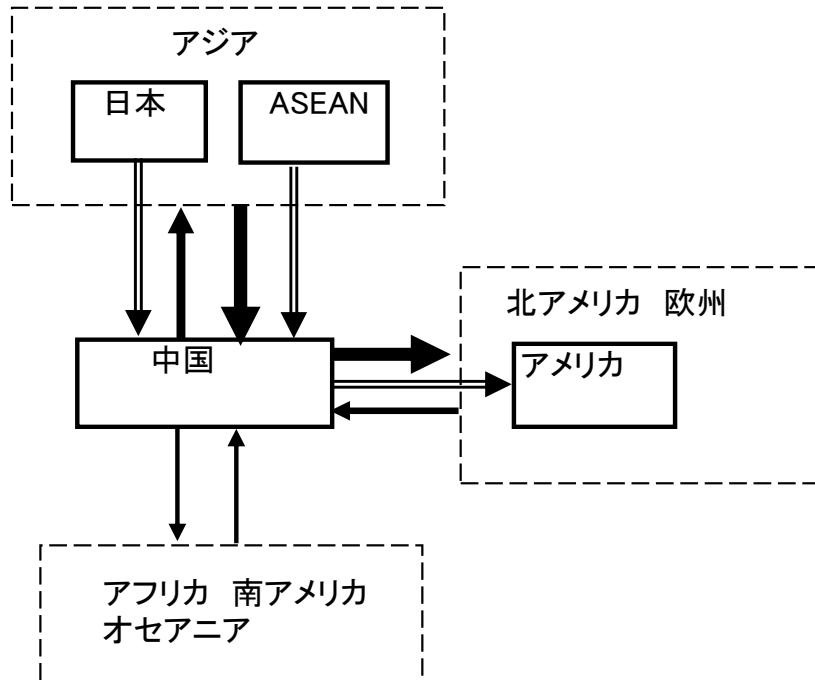 アジア
日本
ASEAN
北アメリカ 欧州
中国
アメリカ
アフリカ 南アメリカ
オセアニア